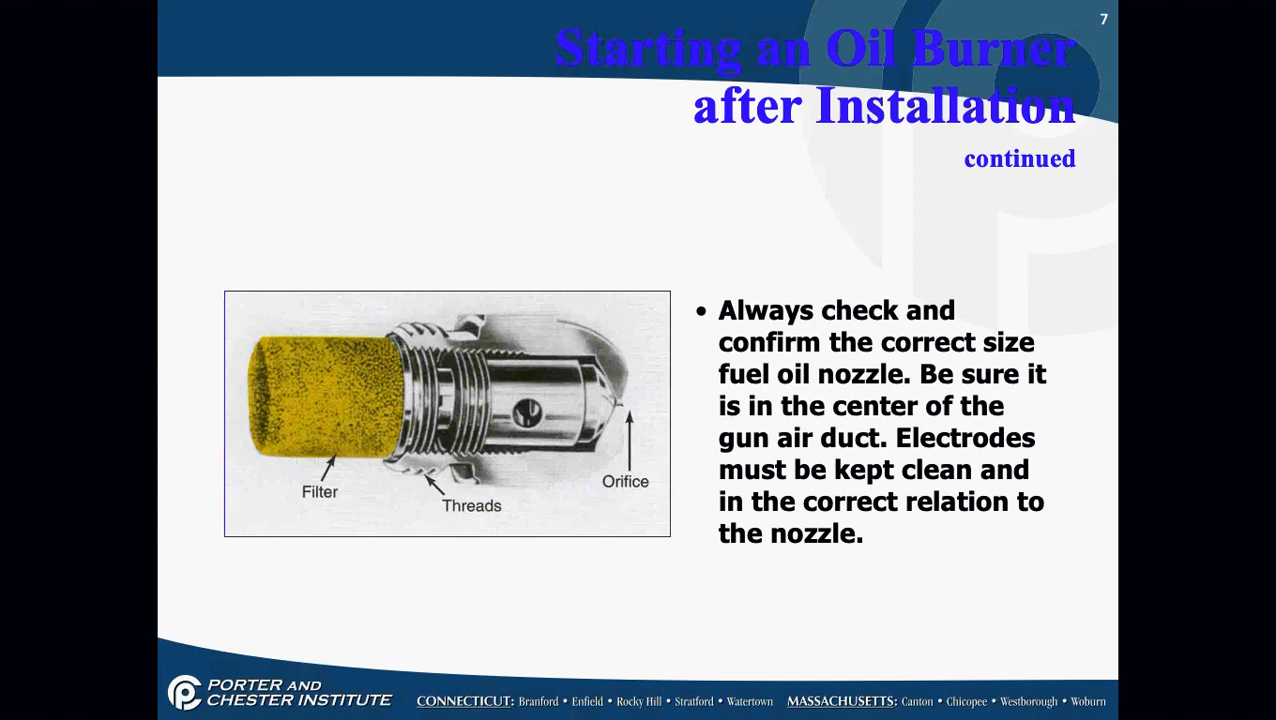 7
Starting an Oil Burner
after Installation
continued
• Always check and
confirm the correct size
fuel oil nozzle. Be sure it
is in the center of the
gun air duct. Electrodes
must be kept clean and
in the correct relation to
the nozzle.
Filter
Threads
Orifice
PORTER AND
CHESTER INSTITUTE
CONNECTICUT: Branford • Enfield • Rocky Hill • Stratford • Watertown MASSACHUSETTS: Canton • Chicopee • Westborough • Woburn